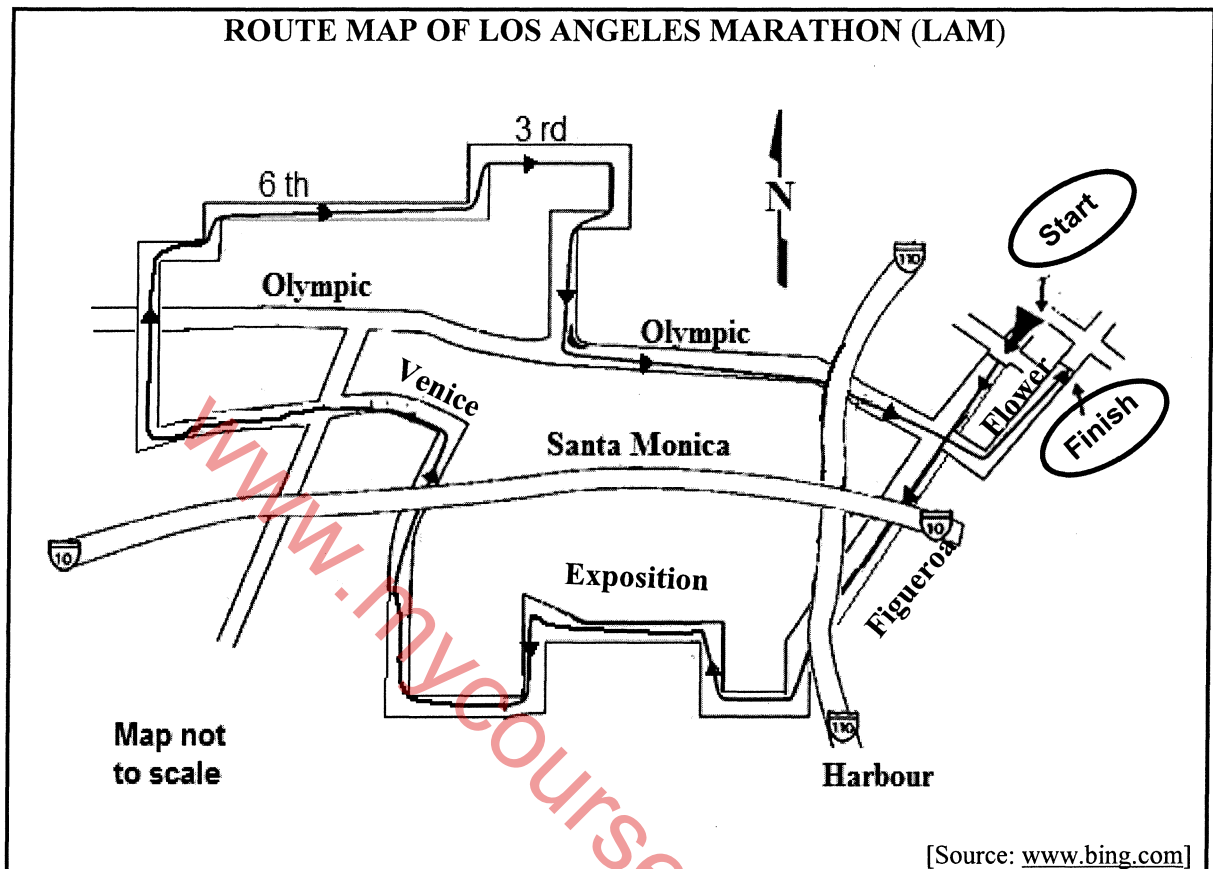 ROUTE MAP OF LOS ANGELES MARATHON (LAM)
3 rd
6 th
N
Start
110
Olympic
Olympic
Flower
Venice
Finish
Santa Monica
10
10
Exposition
Figueroa
110
Map not
to scale
Harbour
[Source: www.bing.com]
www.mycourse